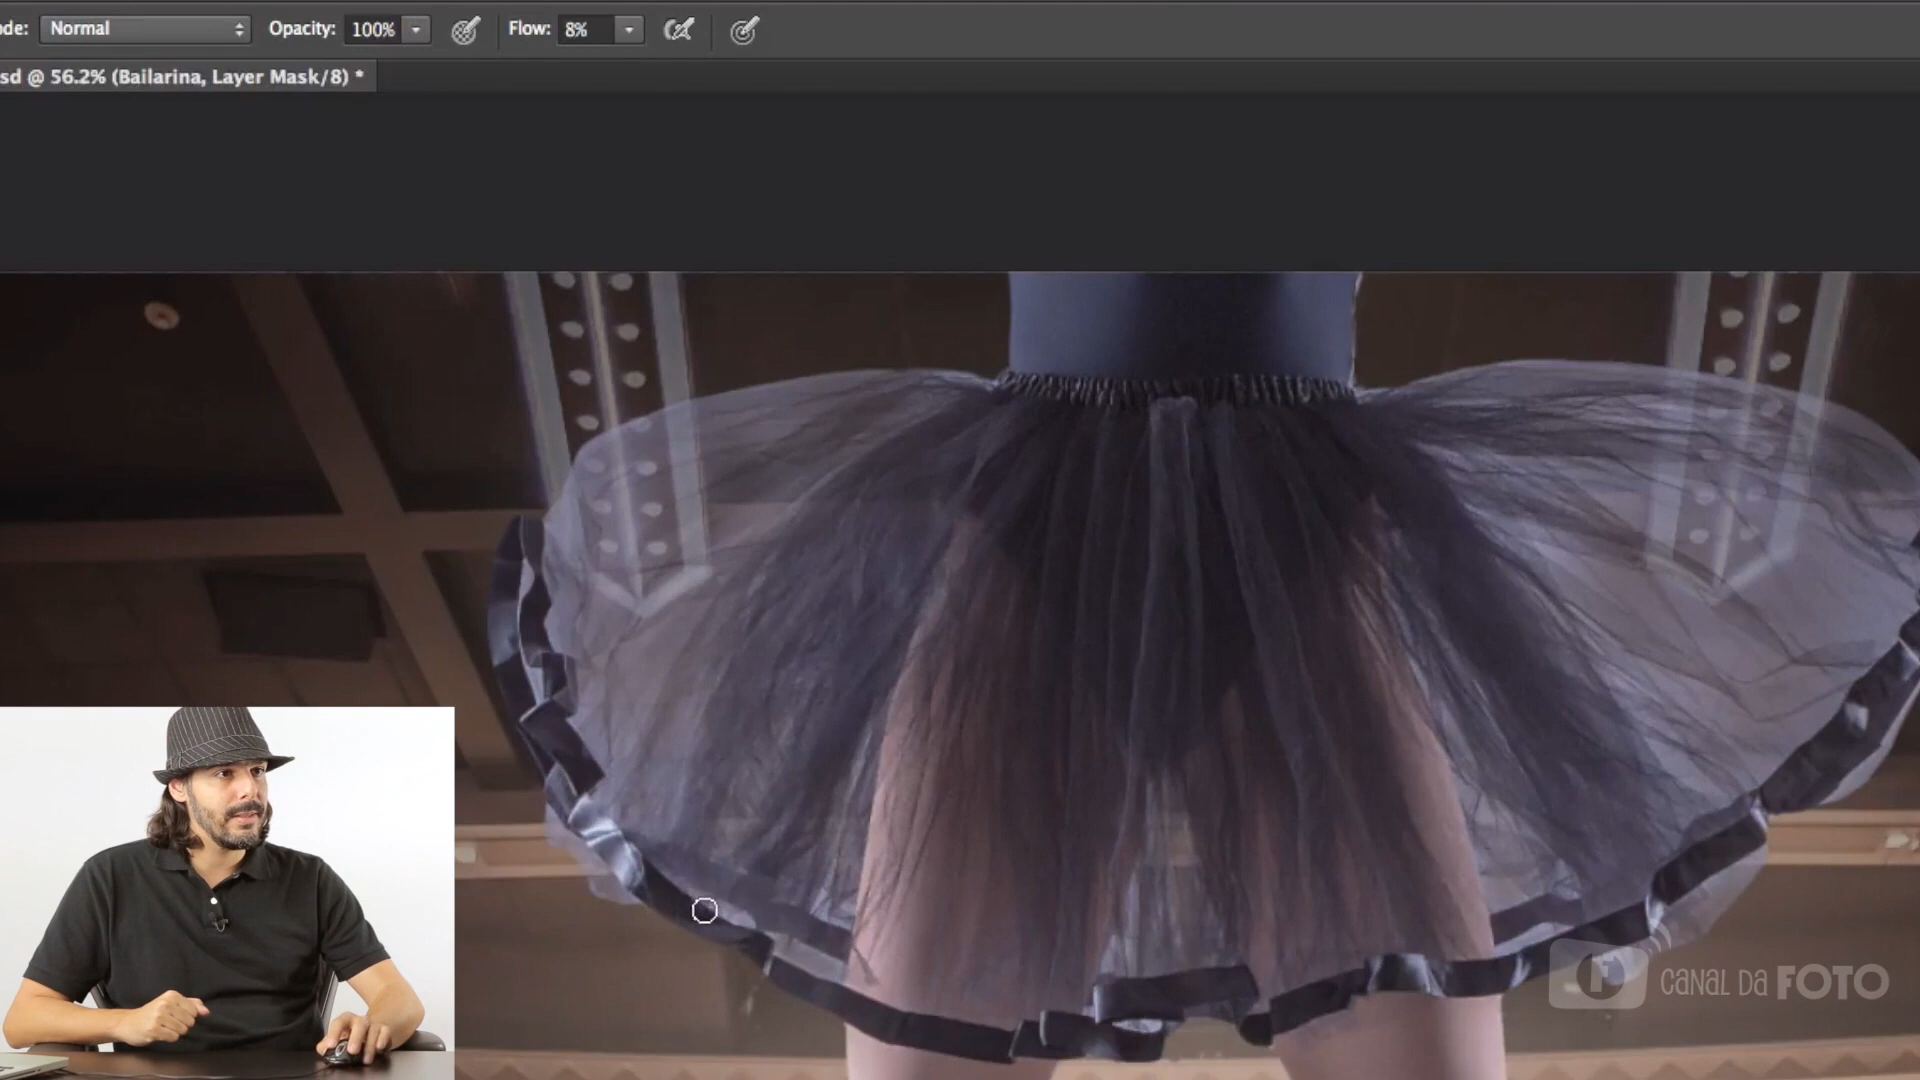 ode: Normal Opacity: 100% Flow: 8%
sd @ 56.2% (Bailarina, Layer Mask/8) *
F CANAL DA FOTO